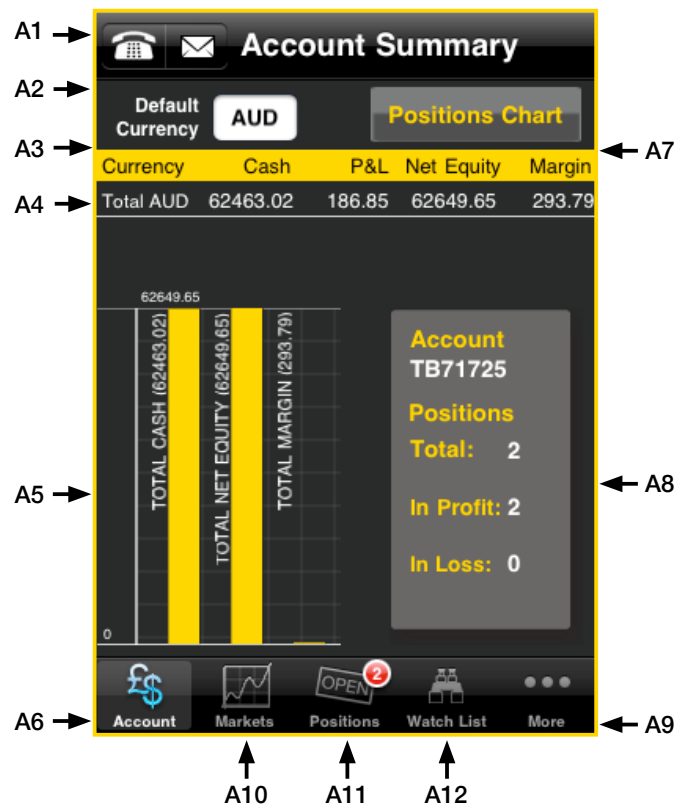 A1
Account Summary
A2
Default
Currency
AUD
Positions Chart
A3
A7
Currency Cash P&L Net Equity Margin
A4
Total AUD 62463.02 186.85 62649.65 293.79
62649.65
TOTAL CASH (62463.02)
TOTAL NET EQUITY (62649.65)
TOTAL MARGIN (293.79)
0
Account
TB71725
Positions
Total: 2
In Profit: 2
In Loss: 0
A5
A8
£$
OPEN
2
A6
Account Markets Positions Watch List More
A9
A10 A11 A12